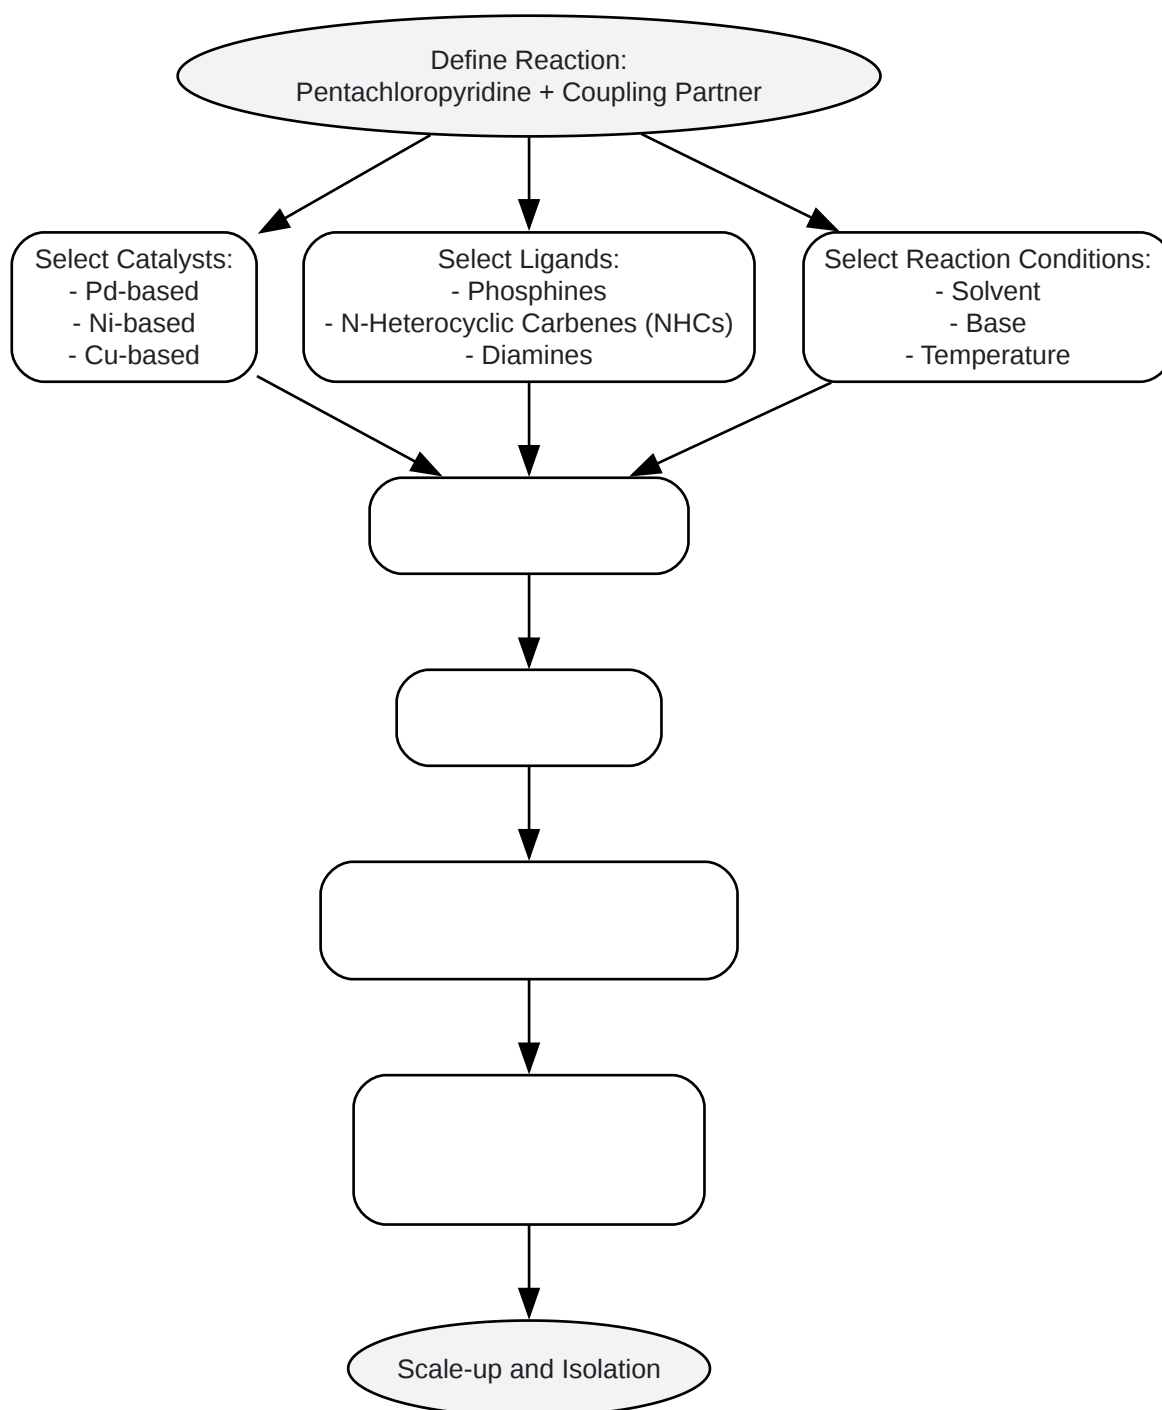 Define Reaction:
Pentachloropyridine + Coupling Partner
Select Catalysts:
- Pd-based
- Ni-based
- Cu-based
Select Ligands:
- Phosphines
- N-Heterocyclic Carbenes (NHCs)
- Diamines
Select Reaction Conditions:
- Solvent
- Base
- Temperature
Scale-up and Isolation